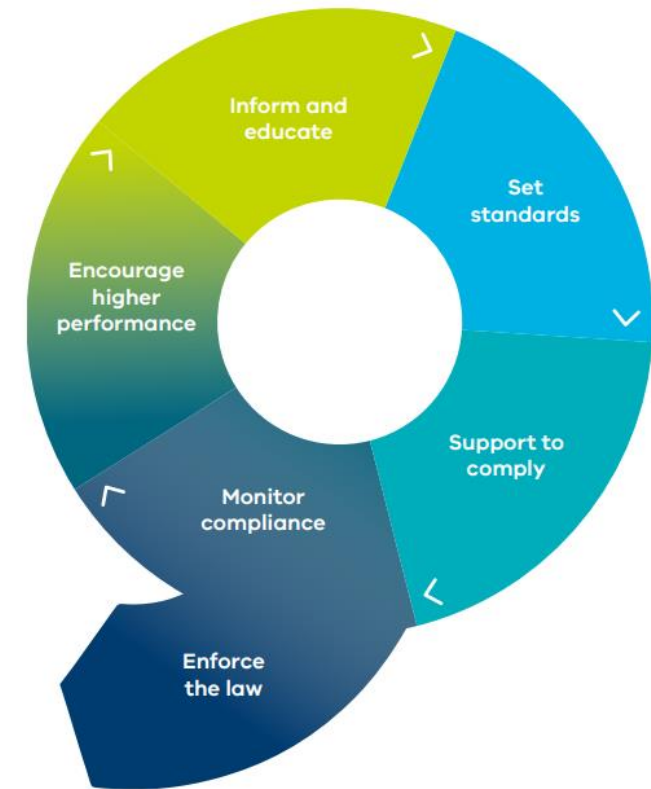 Inform and
educate
Set
standards
Support to
comply
Monitor
compliance
Enforce
the law
Encourage
higher
performance